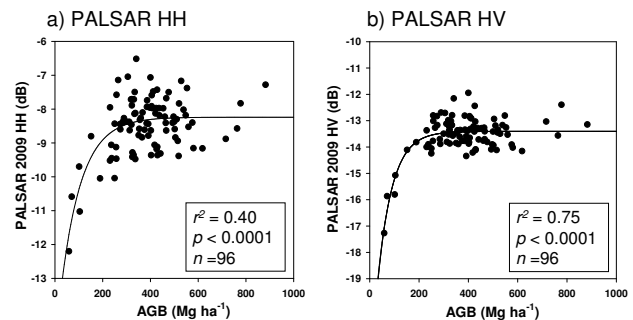 a) PALSAR HH
PALSAR 2009 HH (dB)
-6
-7
-8
-9
-10
-11
-12
-13
0 200 400 600 800 1000
AGB (Mg ha⁻¹)
r² = 0.40
p < 0.0001
n =96
b) PALSAR HV
PALSAR 2009 HV (dB)
-10
-11
-12
-13
-14
-15
-16
-17
-18
-19
0 200 400 600 800 1000
AGB (Mg ha⁻¹)
r² = 0.75
p < 0.0001
n =96